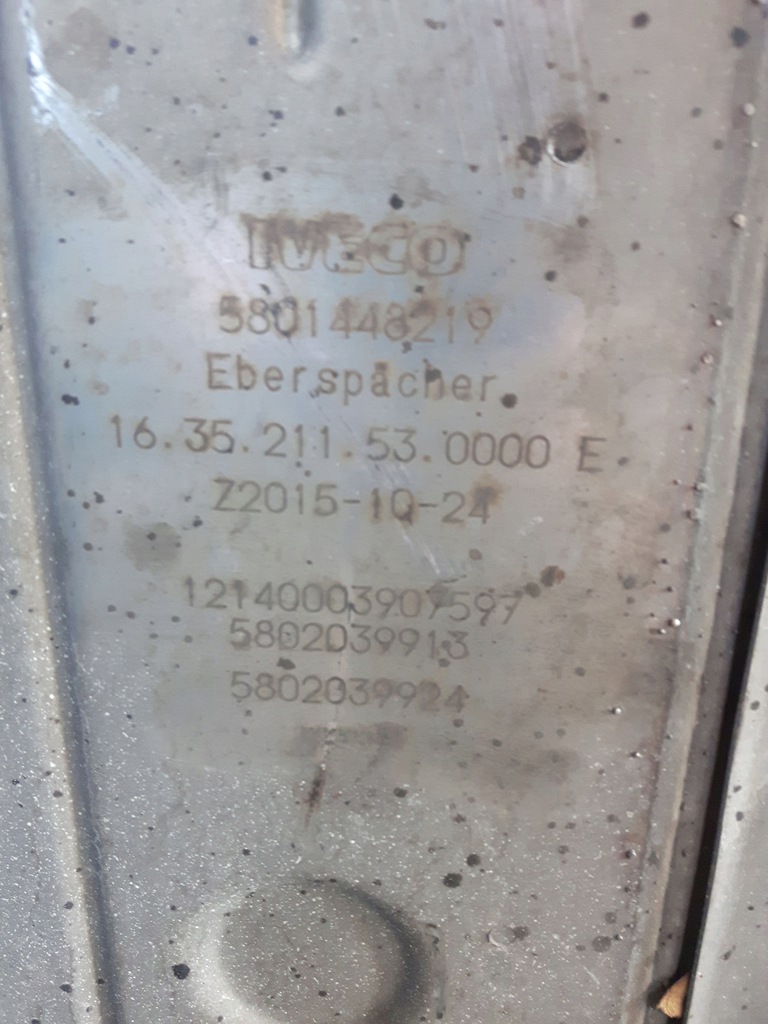 IVECO
5801448219
Eberspächer
16.35.211.53.0000 E
Z2015-10-24
12140003907597
5802039913
5802039924